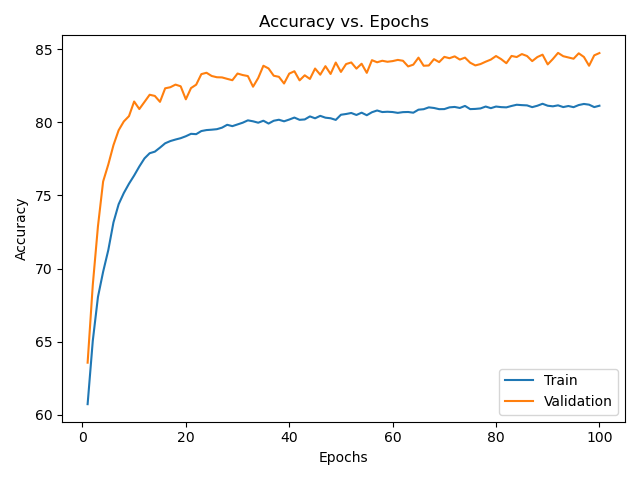 Accuracy vs. Epochs
85
80
75
70
65
60
Accuracy
0 20 40 60 80 100
Epochs
Train
Validation